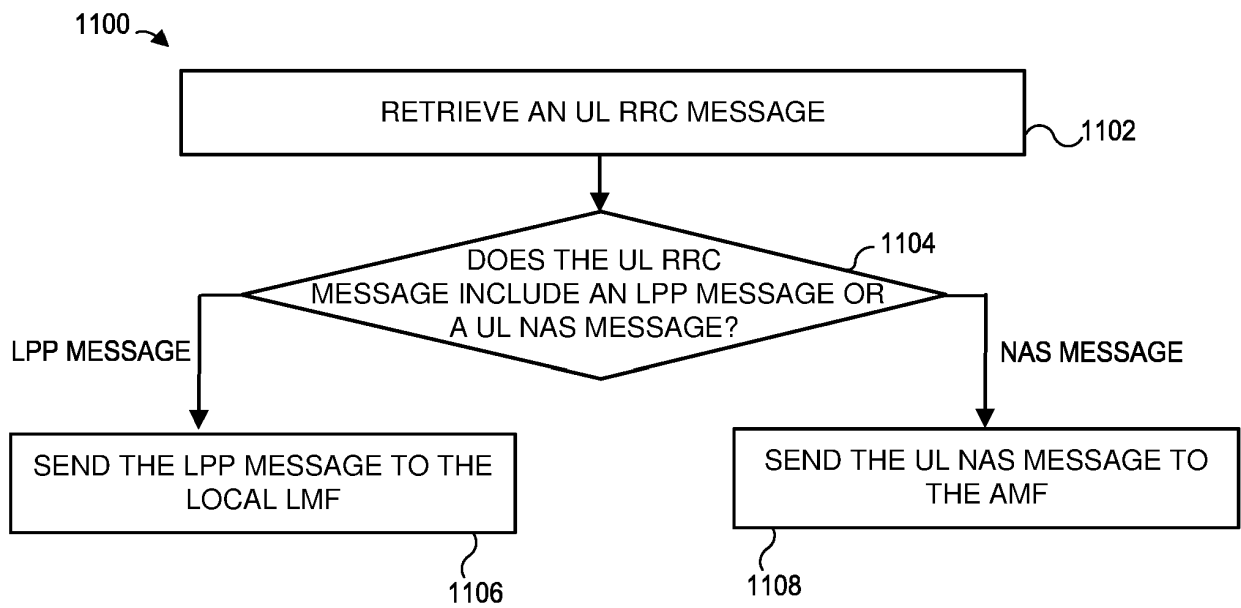 1100
RETRIEVE AN UL RRC MESSAGE
1102
1104
DOES THE UL RRC
MESSAGE INCLUDE AN LPP MESSAGE OR
A UL NAS MESSAGE?
LPP MESSAGE
NAS MESSAGE
SEND THE LPP MESSAGE TO THE
LOCAL LMF
SEND THE UL NAS MESSAGE TO
THE AMF
1106
1108